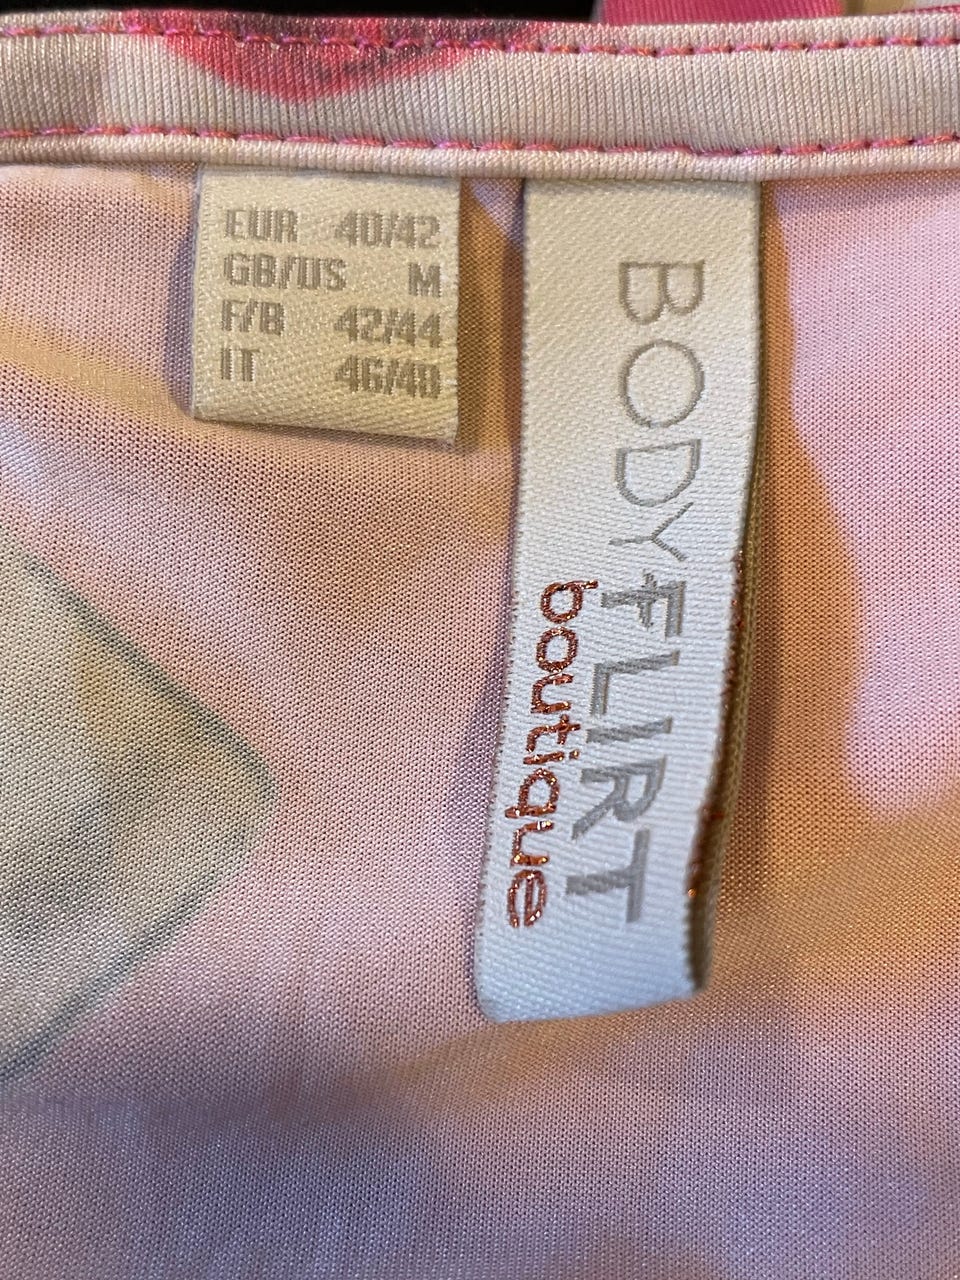 EUR 40/42
GB/US M
F/B 42/44
IT 46/48
BODYFLIRT
boutique